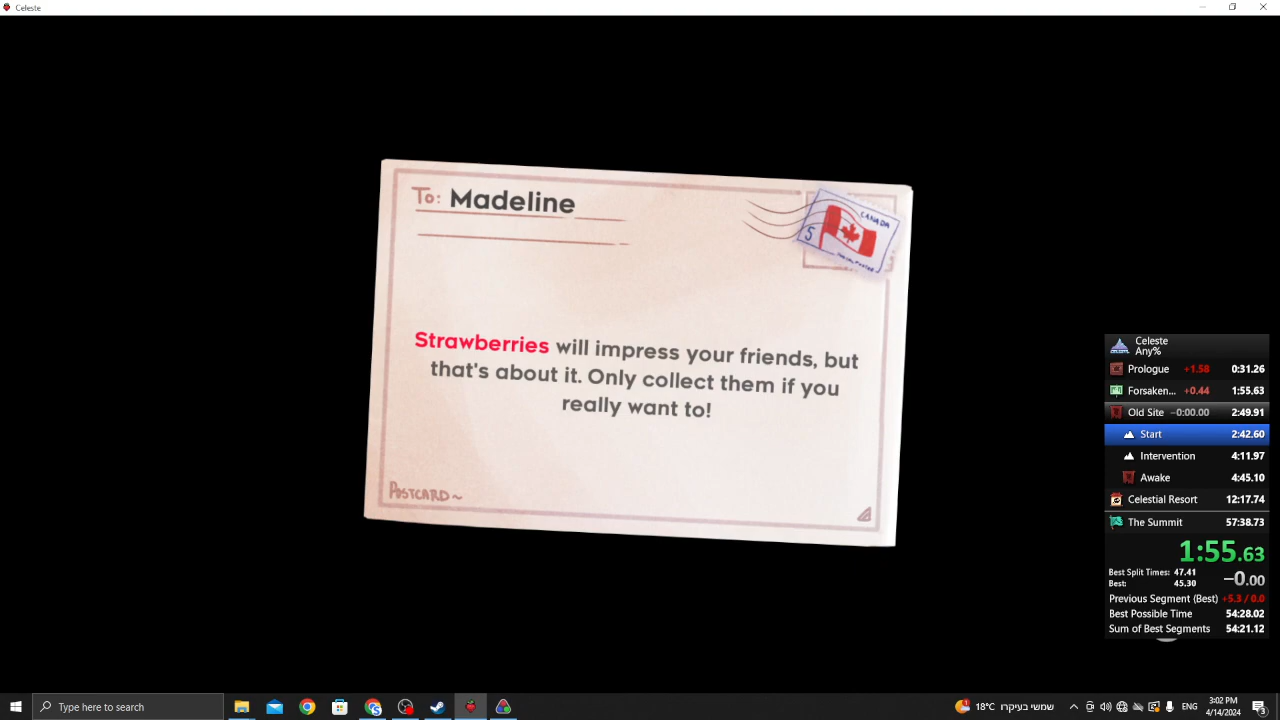 Celeste
To: Madeline
CANADA
5
Strawberries will impress your friends, but
that's about it. Only collect them if you
really want to!
POSTCARD~
Celeste
Any%
Prologue +1.58 0:31.26
Forsaken... +0.44 1:55.63
Old Site −0:00.00 2:49.91
Start 2:42.60
Intervention 4:11.97
Awake 4:45.10
Celestial Resort 12:17.74
The Summit 57:38.73
1:55.63
Best Split Times: 47.41
Best: 45.30
−0.00
Previous Segment (Best) +5.3 / 0.0
Best Possible Time 54:28.02
Sum of Best Segments 54:21.12
Type here to search
18°C שמשי בעיקרו
ENG
3:02 PM
4/14/2024
3